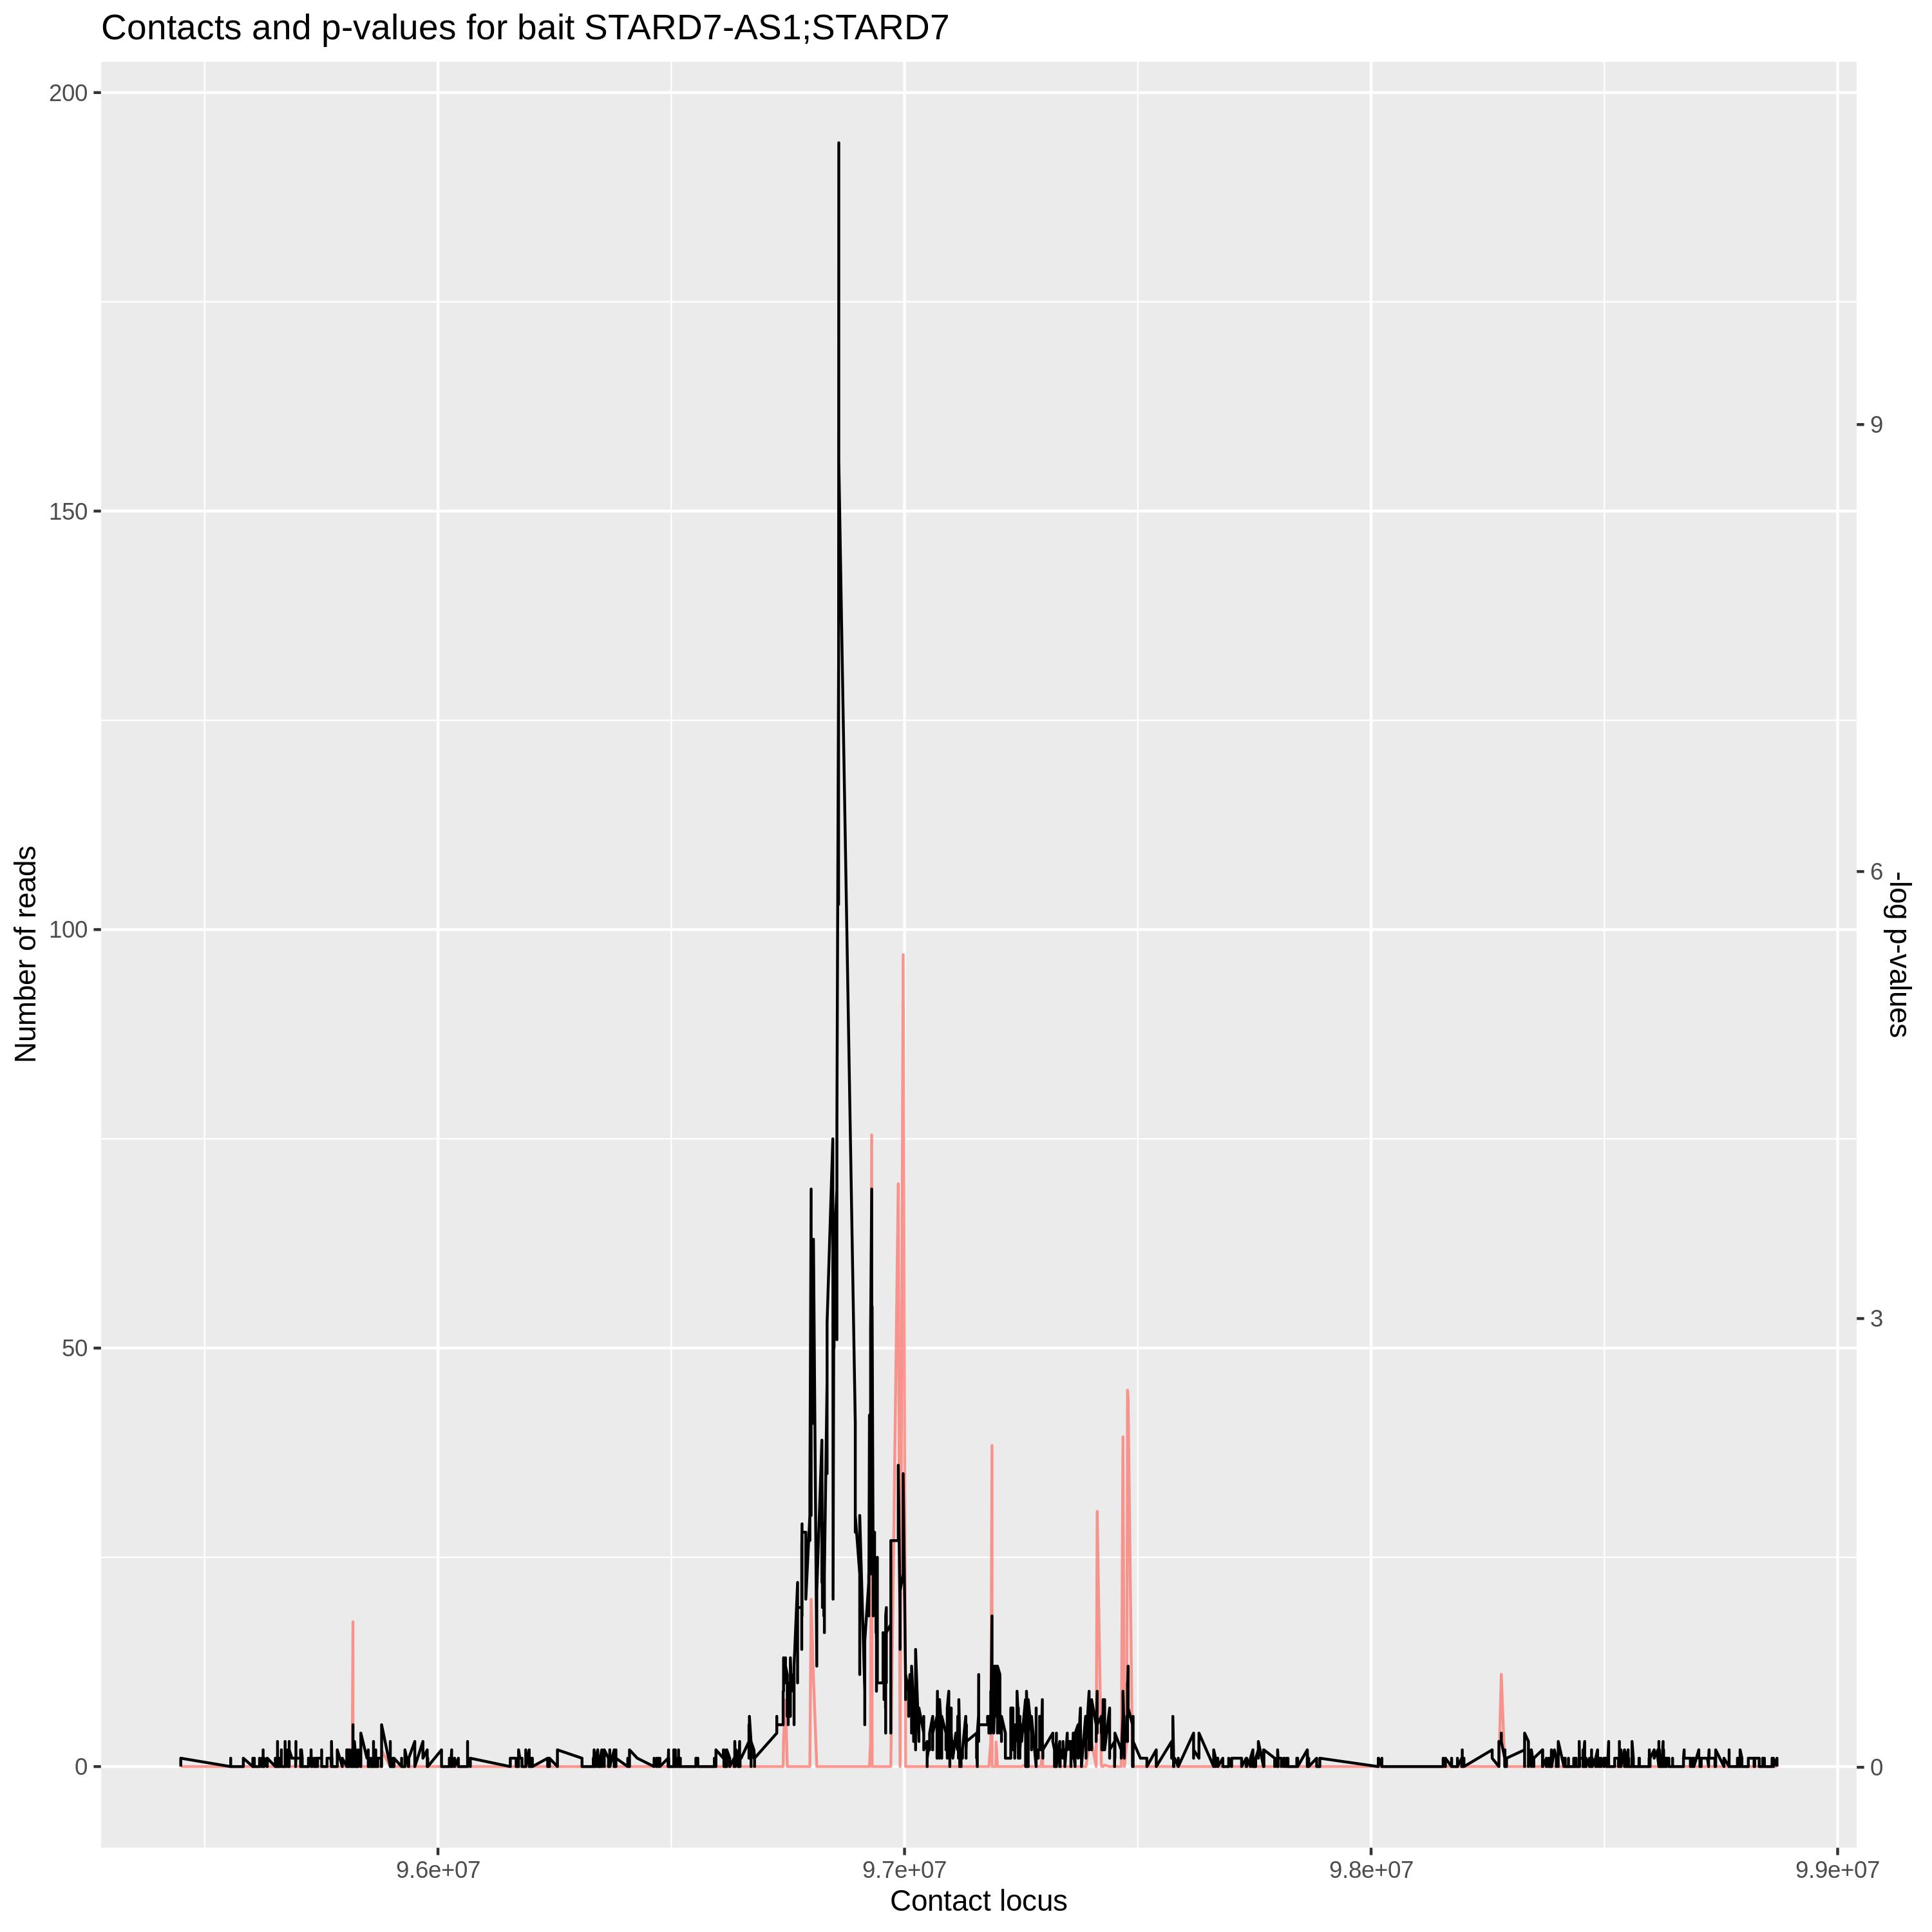 Contacts and p-values for bait STARD7-AS1;STARD7
200
150
100
50
0
Number of reads
9
6
3
0
-log p-values
9.6e+07
9.7e+07
9.8e+07
9.9e+07
Contact locus